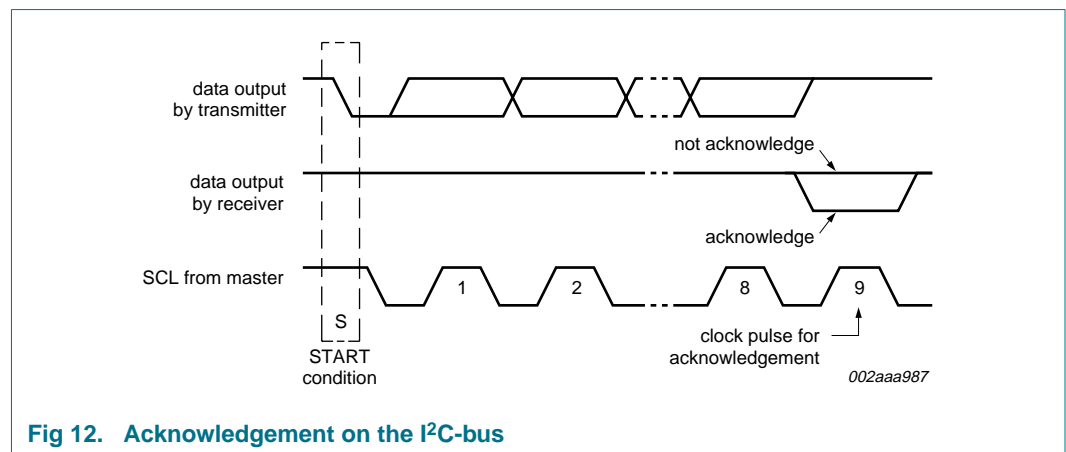 data output
by transmitter
not acknowledge
data output
by receiver
acknowledge
SCL from master
1
2
8
9
S
START
condition
clock pulse for
acknowledgement
002aaa987
Fig 12. Acknowledgement on the I²C-bus